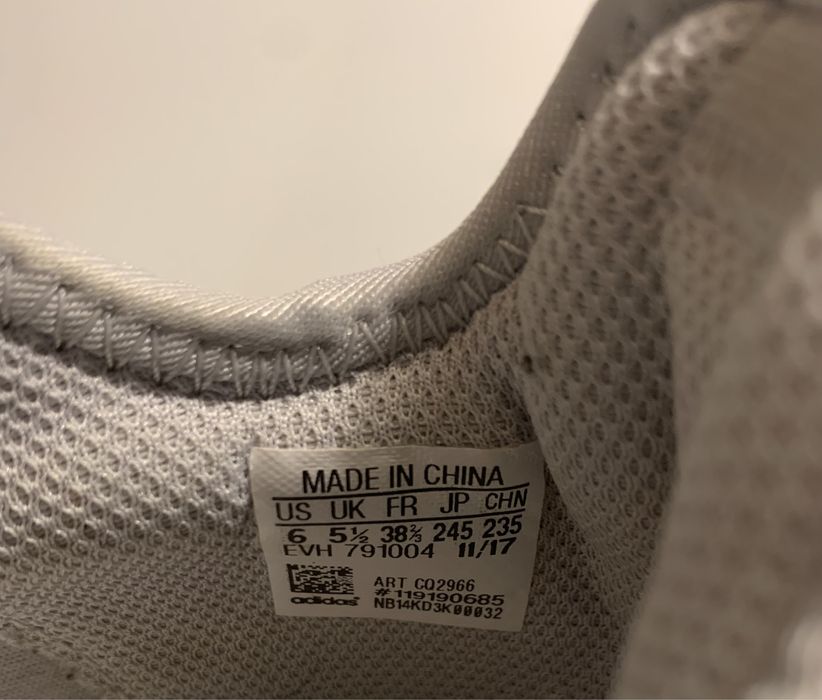 MADE IN CHINA
US UK FR JP CHN
6 5½ 38⅔ 245 235
EVH 791004 11/17
ART CQ2966
#119190685
adidas NB14KD3K00032